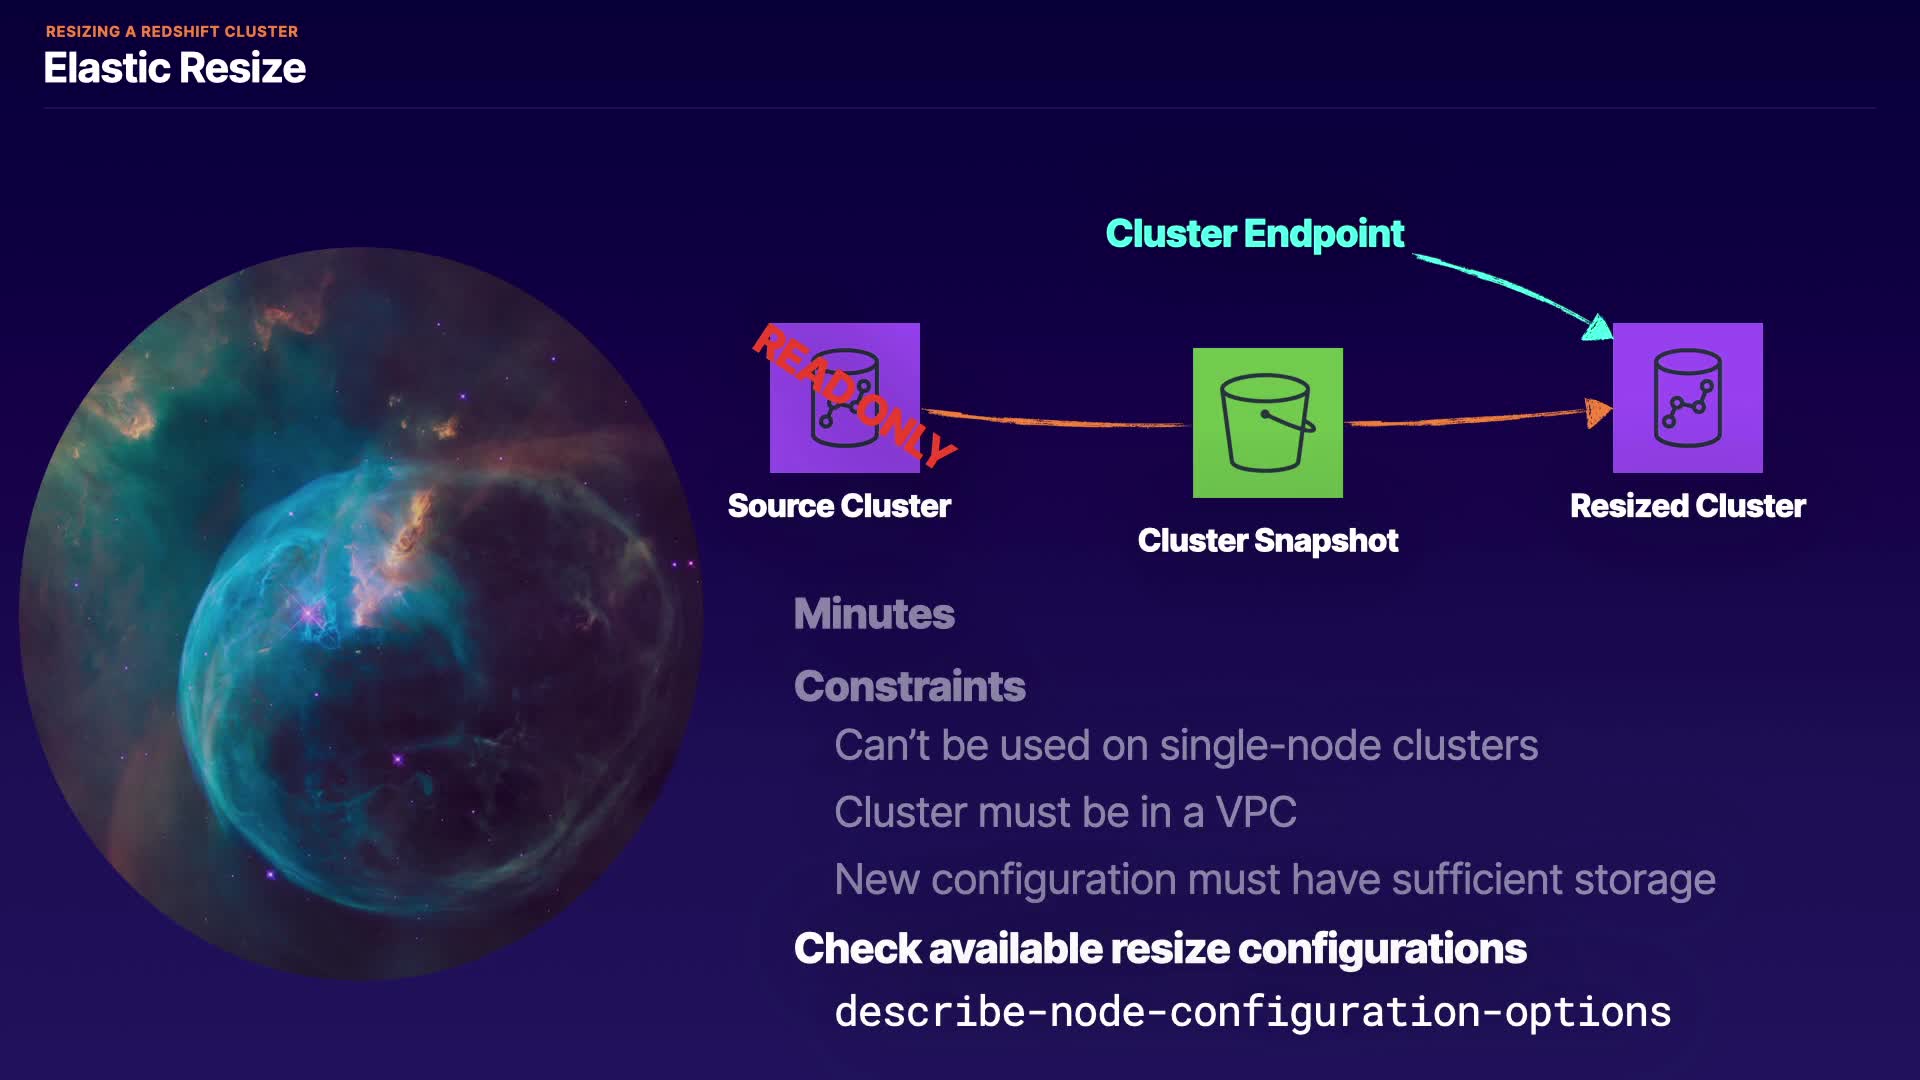 RESIZING A REDSHIFT CLUSTER
Elastic Resize
Cluster Endpoint
READ ONLY
Source Cluster
Cluster Snapshot
Resized Cluster
Minutes
Constraints
Can’t be used on single-node clusters
Cluster must be in a VPC
New configuration must have sufficient storage
Check available resize configurations
describe-node-configuration-options